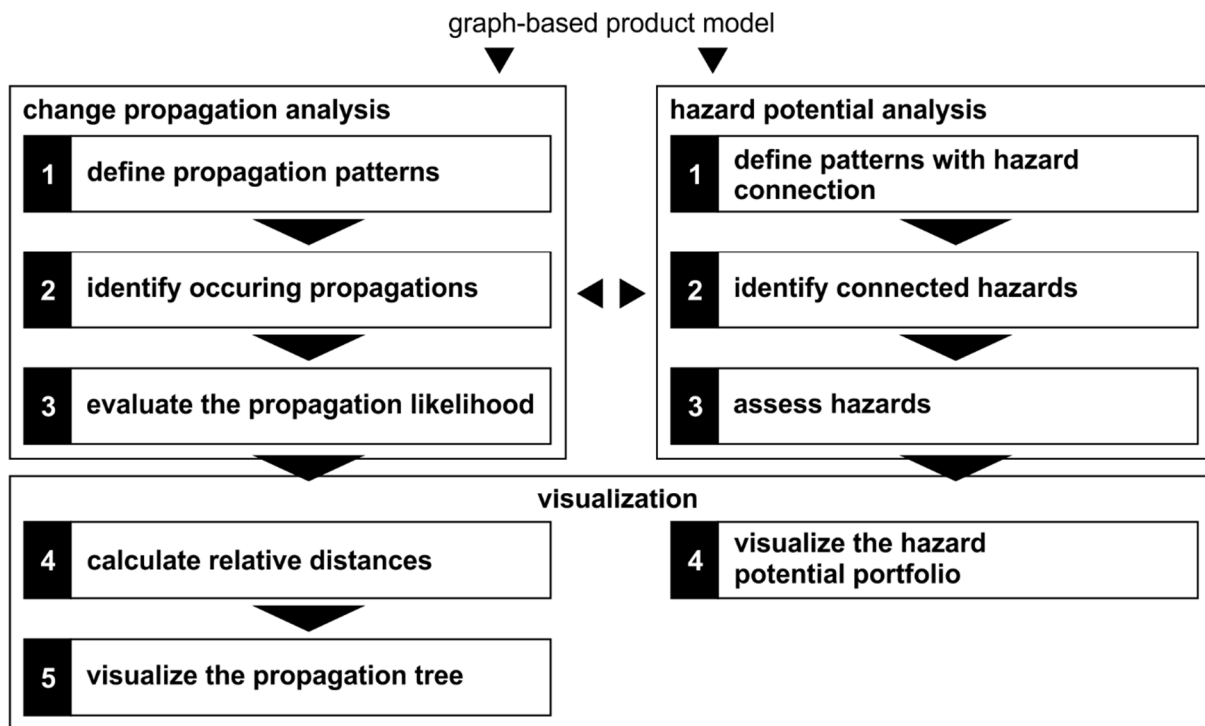 graph-based product model
change propagation analysis
1 define propagation patterns
2 identify occuring propagations
3 evaluate the propagation likelihood
hazard potential analysis
1 define patterns with hazard
connection
2 identify connected hazards
3 assess hazards
visualization
4 calculate relative distances
5 visualize the propagation tree
4 visualize the hazard
potential portfolio